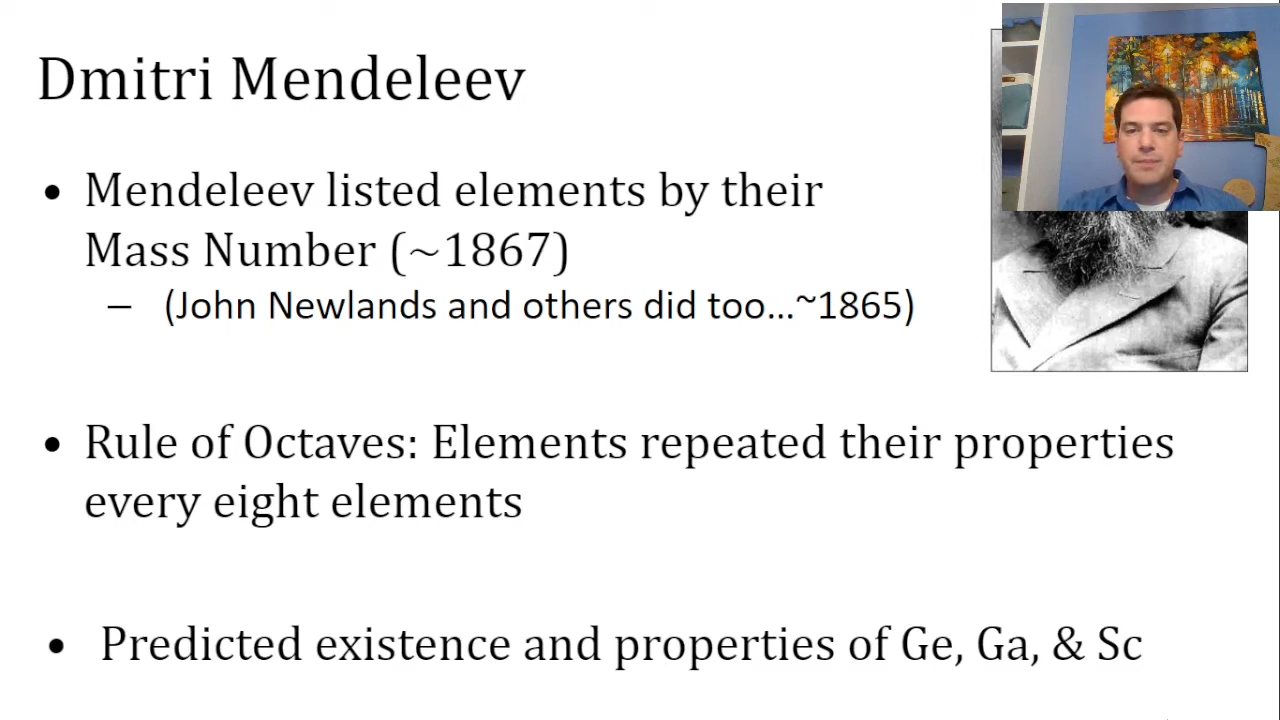 Dmitri Mendeleev
• Mendeleev listed elements by their
Mass Number (~1867)
– (John Newlands and others did too...~1865)
• Rule of Octaves: Elements repeated their properties
every eight elements
• Predicted existence and properties of Ge, Ga, & Sc